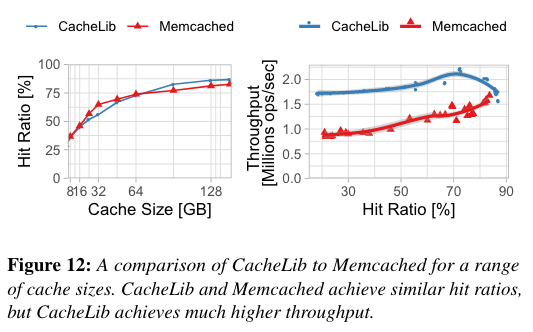 CacheLib Memcached
CacheLib Memcached
Hit Ratio [%]
100
75
50
25
0
816 32 64 128
Cache Size [GB]
Throughput
[Millions ops/sec]
2.0
1.5
1.0
0.5
0.0
30 50 70 90
Hit Ratio [%]
Figure 12: A comparison of CacheLib to Memcached for a range
of cache sizes. CacheLib and Memcached achieve similar hit ratios,
but CacheLib achieves much higher throughput.